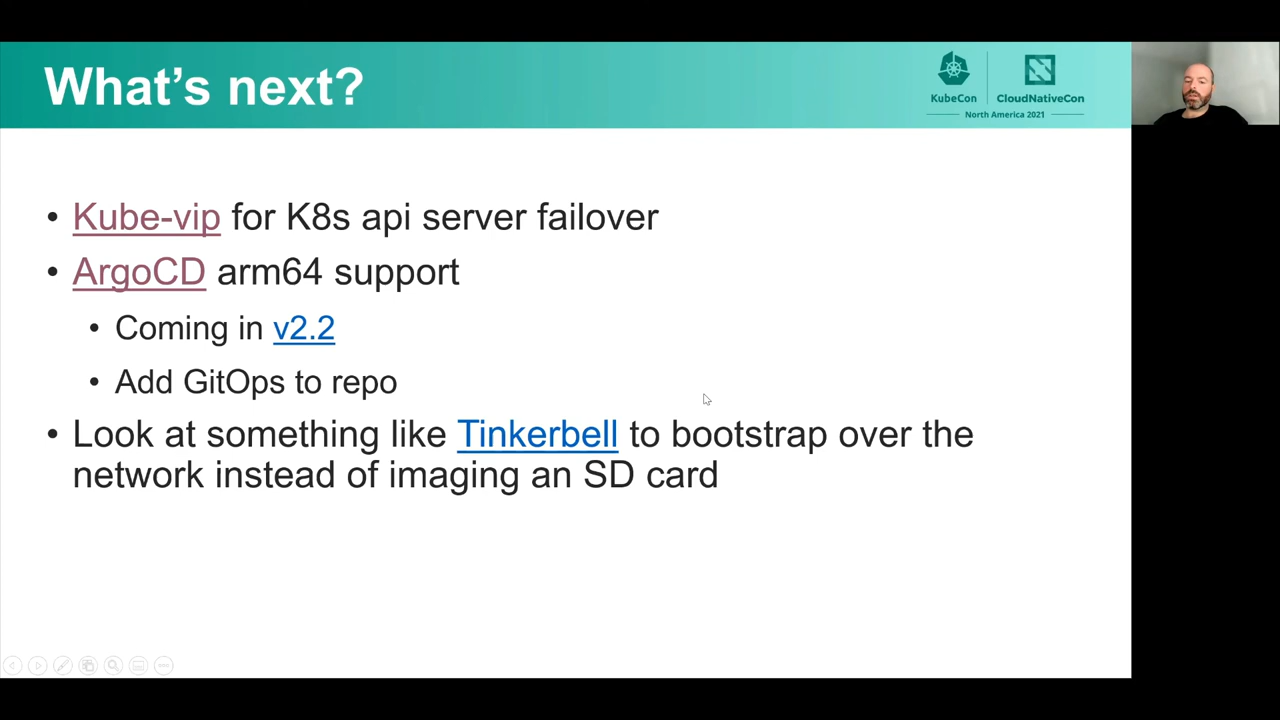 What's next?
KubeCon
CloudNativeCon
North America 2021
• Kube-vip for K8s api server failover
• ArgoCD arm64 support
• Coming in v2.2
• Add GitOps to repo
• Look at something like Tinkerbell to bootstrap over the
network instead of imaging an SD card